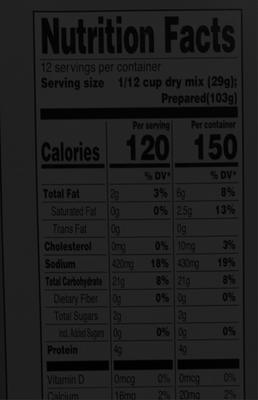 Nutrition Facts
12 servings per container
Serving size 1/12 cup dry mix (29g);
Prepared(103g)
Per serving Per container
Calories 120 150
% DV* % DV*
Total Fat 2g 3% 6g 8%
Saturated Fat 0g 0% 2.5g 13%
Trans Fat 0g 0g
Cholesterol 0mg 0% 10mg 3%
Sodium 420mg 18% 430mg 19%
Total Carbohydrate 21g 8% 21g 8%
Dietary Fiber 0g 0% 0g 0%
Total Sugars 2g 2g
Incl. Added Sugars 0g 0% 0g 0%
Protein 4g 4g
Vitamin D 0mcg 0% 0mcg 0%
Calcium 16mg 2% 20mg 2%